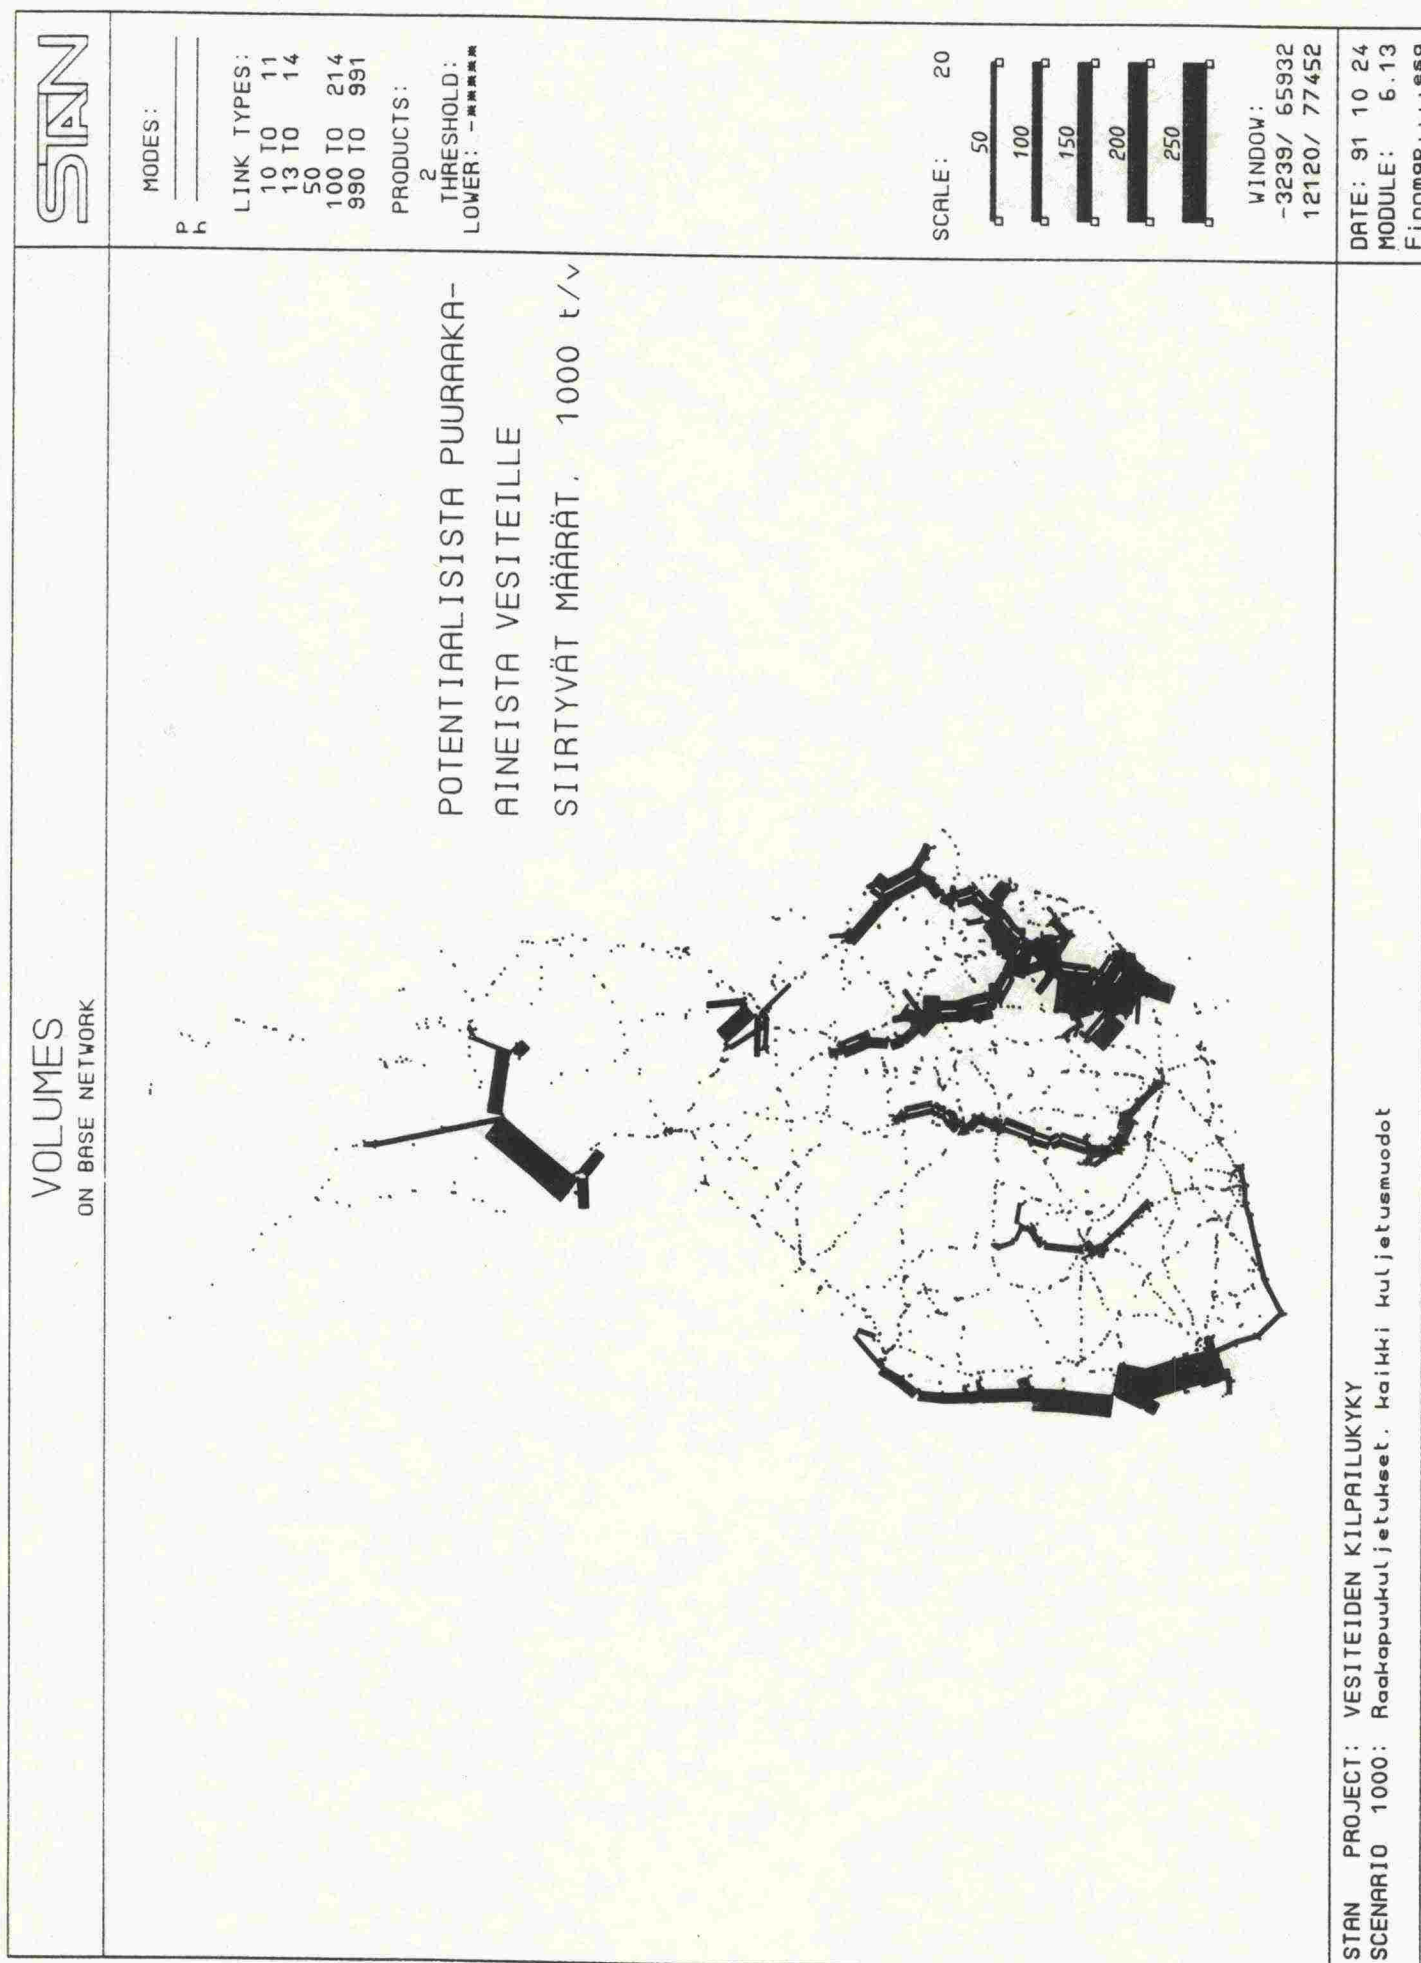 VOLUMES
ON BASE NETWORK
STAN
MODES:
p
h
LINK TYPES:
10 TO 11
13 TO 14
50
100 TO 214
990 TO 991
PRODUCTS:
2
THRESHOLD:
LOWER: -*****
POTENTIAALISISTA PUURAAKA-
AINEISTA VESITEILLE
SIIRTYVÄT MÄÄRÄT, 1000 t/v
SCALE: 20
50
100
150
200
250
WINDOW:
-3239/ 65932
12120/ 77452
STAN PROJECT: VESITEIDEN KILPAILUKYKY
SCENARIO 1000: Raakapuukuljetukset, kaikki kuljetusmuodot
DATE: 91 10 24
MODULE: 6.13